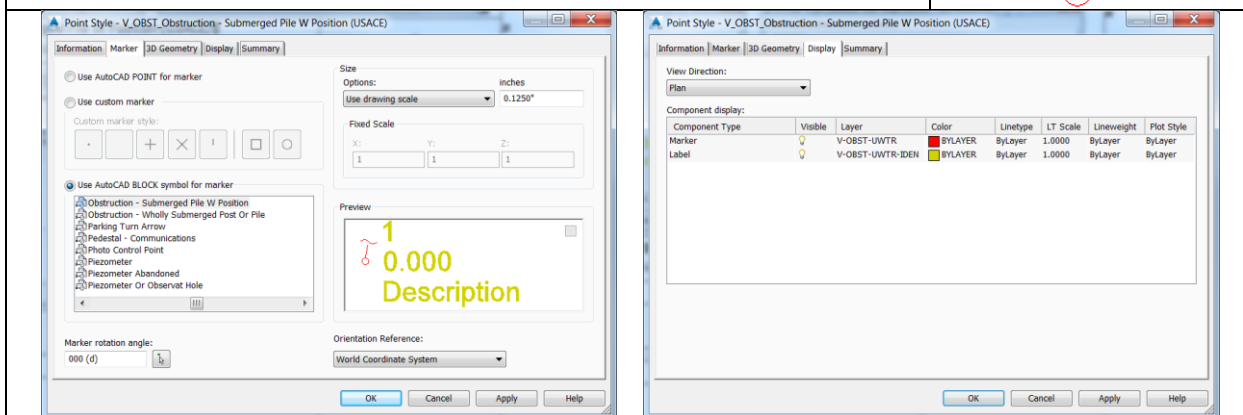 Point Style - V_OBST_Obstruction - Submerged Pile W Position (USACE)
Information Marker 3D Geometry Display Summary
Use AutoCAD POINT for marker
Use custom marker
Custom marker style:
Use AutoCAD BLOCK symbol for marker
Obstruction - Submerged Pile W Position
Obstruction - Wholly Submerged Post Or Pile
Parking Turn Arrow
Pedestal - Communications
Photo Control Point
Piezometer
Piezometer Abandoned
Piezometer Or Observat Hole
Marker rotation angle:
000 (d)
Size
Options: inches
Use drawing scale 0.1250"
Fixed Scale
X: Y: Z:
1 1 1
Preview
1
0.000
Description
Orientation Reference:
World Coordinate System
OK Cancel Apply Help
Point Style - V_OBST_Obstruction - Submerged Pile W Position (USACE)
Information Marker 3D Geometry Display Summary
View Direction:
Plan
Component display:
Component Type Visible Layer Color Linetype LT Scale Lineweight Plot Style
Marker V-OBST-UWTR BYLAYER ByLayer 1.0000 ByLayer ByLayer
Label V-OBST-UWTR-IDEN BYLAYER ByLayer 1.0000 ByLayer ByLayer
OK Cancel Apply Help